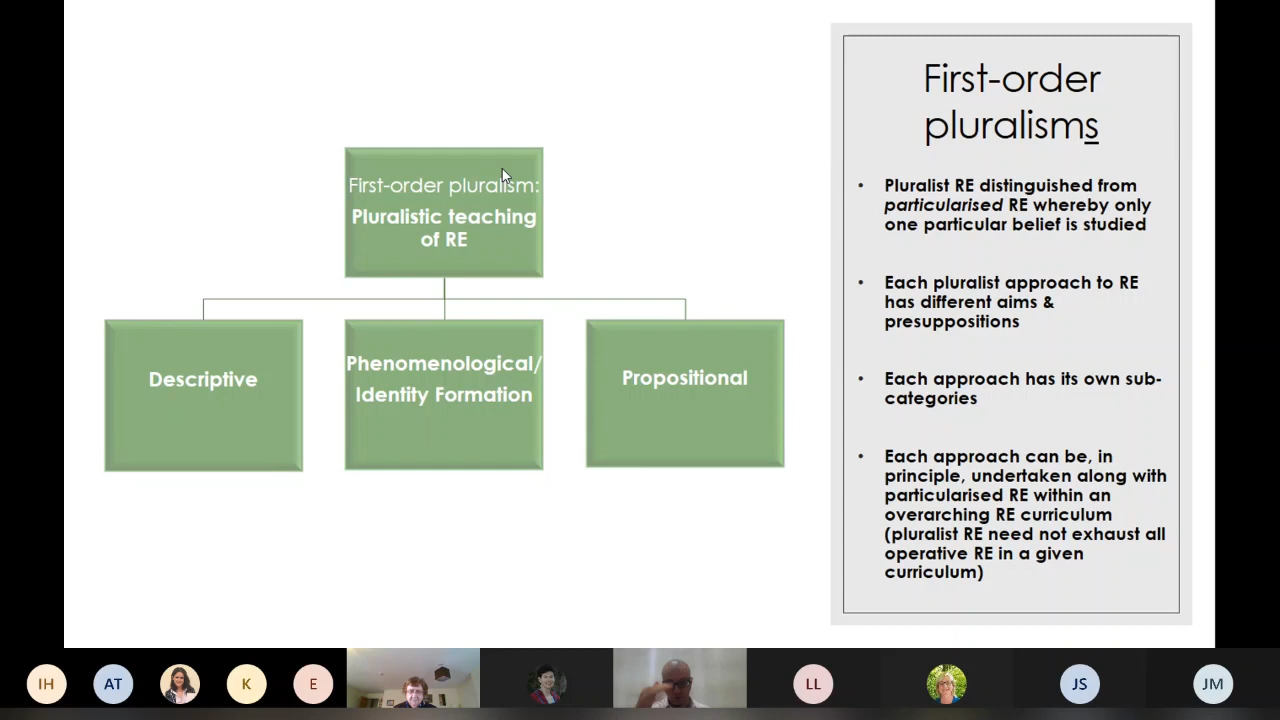 First-order pluralism:
Pluralistic teaching
of RE
Descriptive
Phenomenological/
Identity Formation
Propositional
First-order
pluralisms
• Pluralist RE distinguished from
particularised RE whereby only
one particular belief is studied
• Each pluralist approach to RE
has different aims &
presuppositions
• Each approach has its own sub-
categories
• Each approach can be, in
principle, undertaken along with
particularised RE within an
overarching RE curriculum
(pluralist RE need not exhaust all
operative RE in a given
curriculum)
IH
AT
K
E
LL
JS
JM